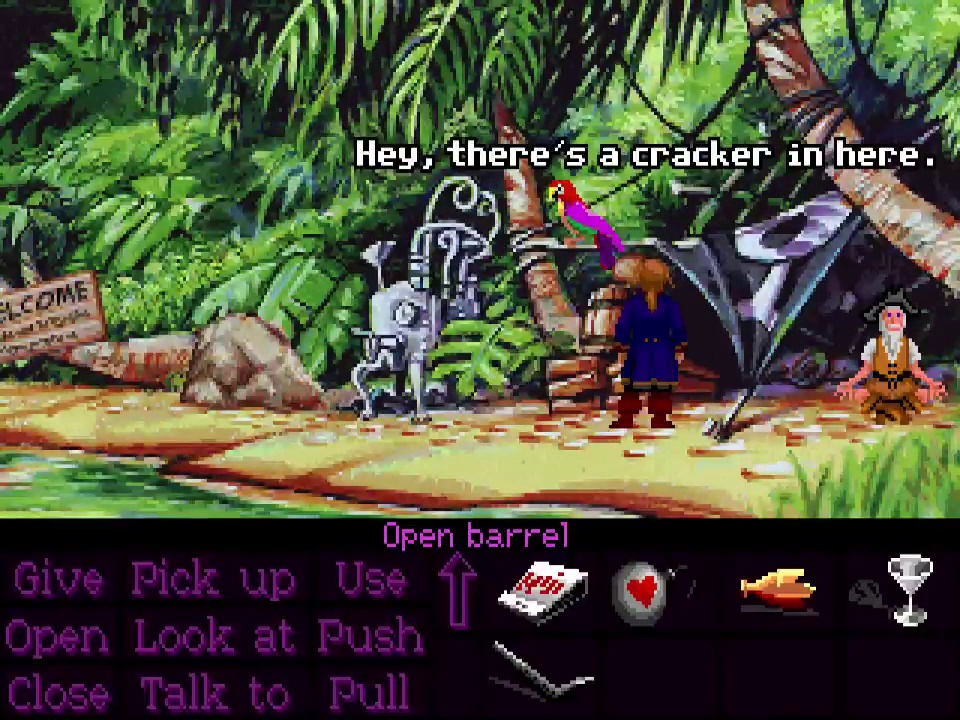 Hey, there's a cracker in here.
WELCOME
Open barrel
Give Pick up Use
Open Look at Push
Close Talk to Pull